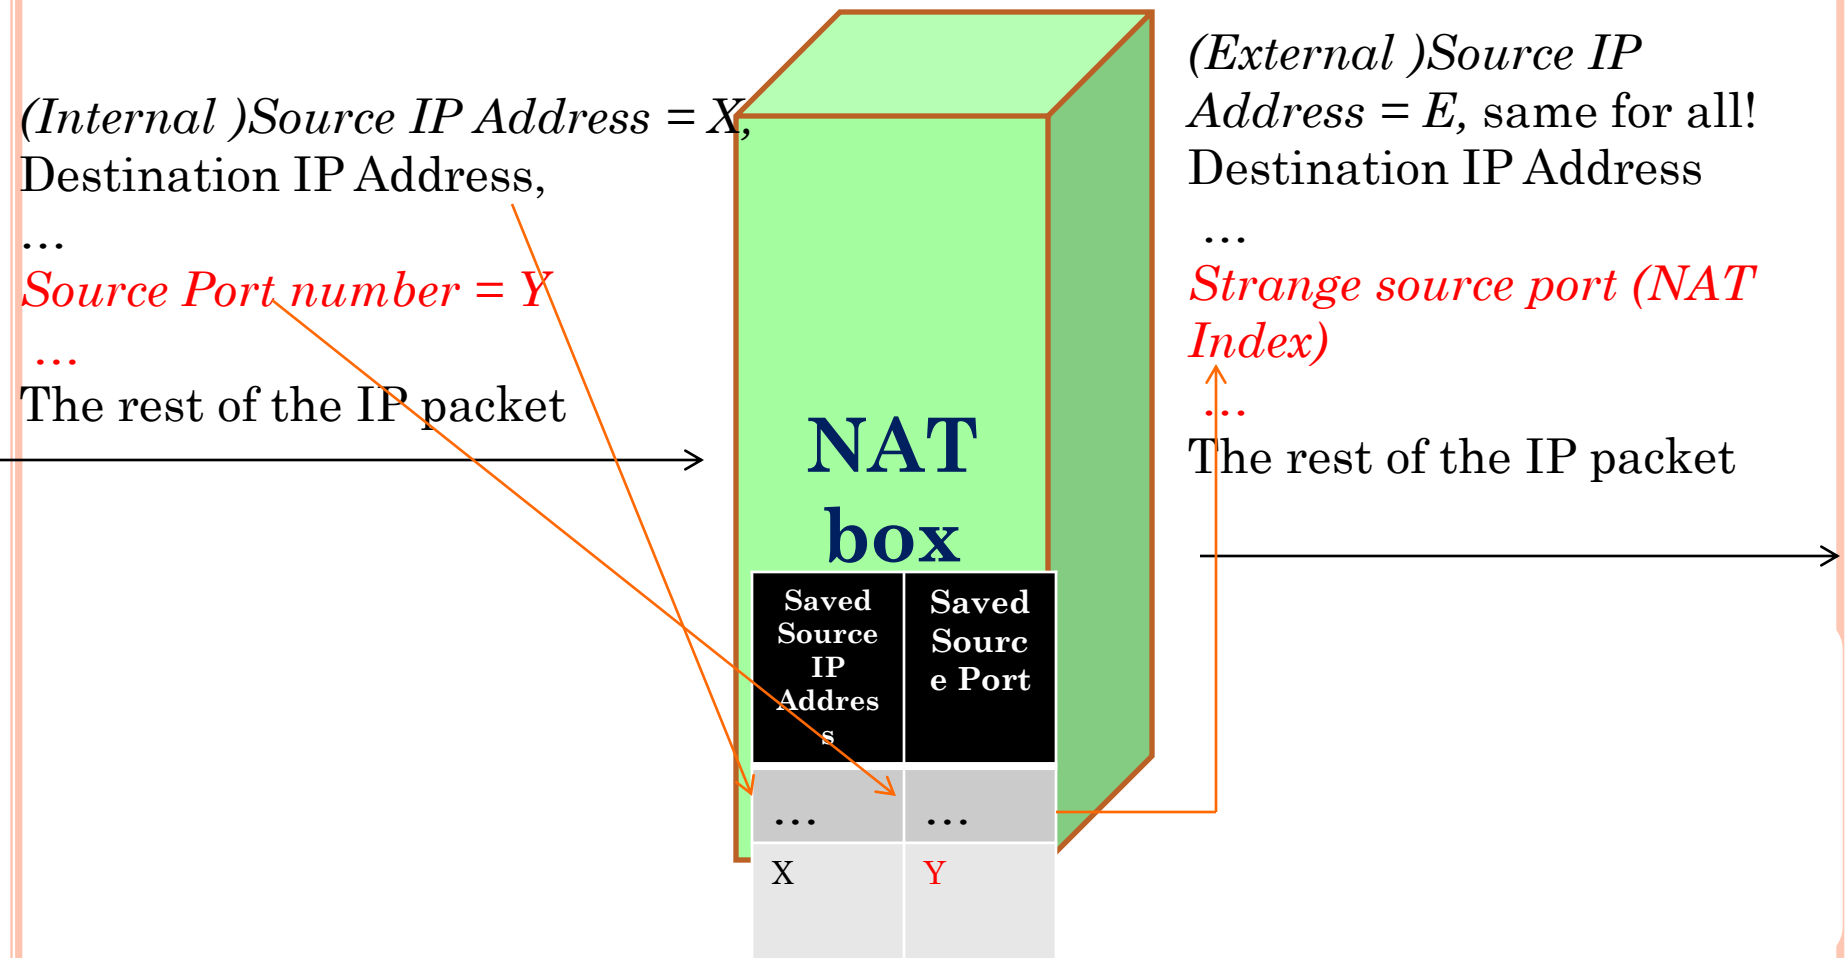 (Internal )Source IP Address = X,
Destination IP Address,
...
Source Port number = Y
...
The rest of the IP packet
NAT
box
Saved
Source
IP
Addres
s
Saved
Sourc
e Port
...
...
X
Y
(External )Source IP
Address = E, same for all!
Destination IP Address
...
Strange source port (NAT
Index)
...
The rest of the IP packet